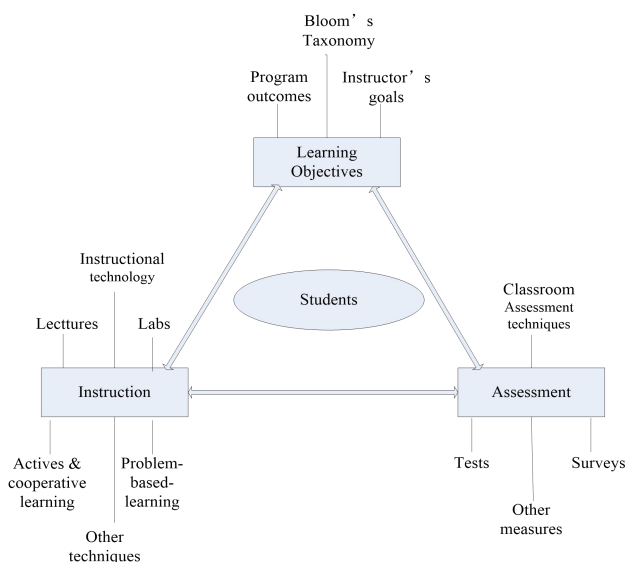 Bloom’s
Taxonomy
Program
outcomes
Instructor’s
goals
Learning
Objectives
Instructional
technology
Lecttures
Labs
Students
Classroom
Assessment
techniques
Instruction
Assessment
Actives &
cooperative
learning
Problem-
based-
learning
Other
techniques
Tests
Surveys
Other
measures